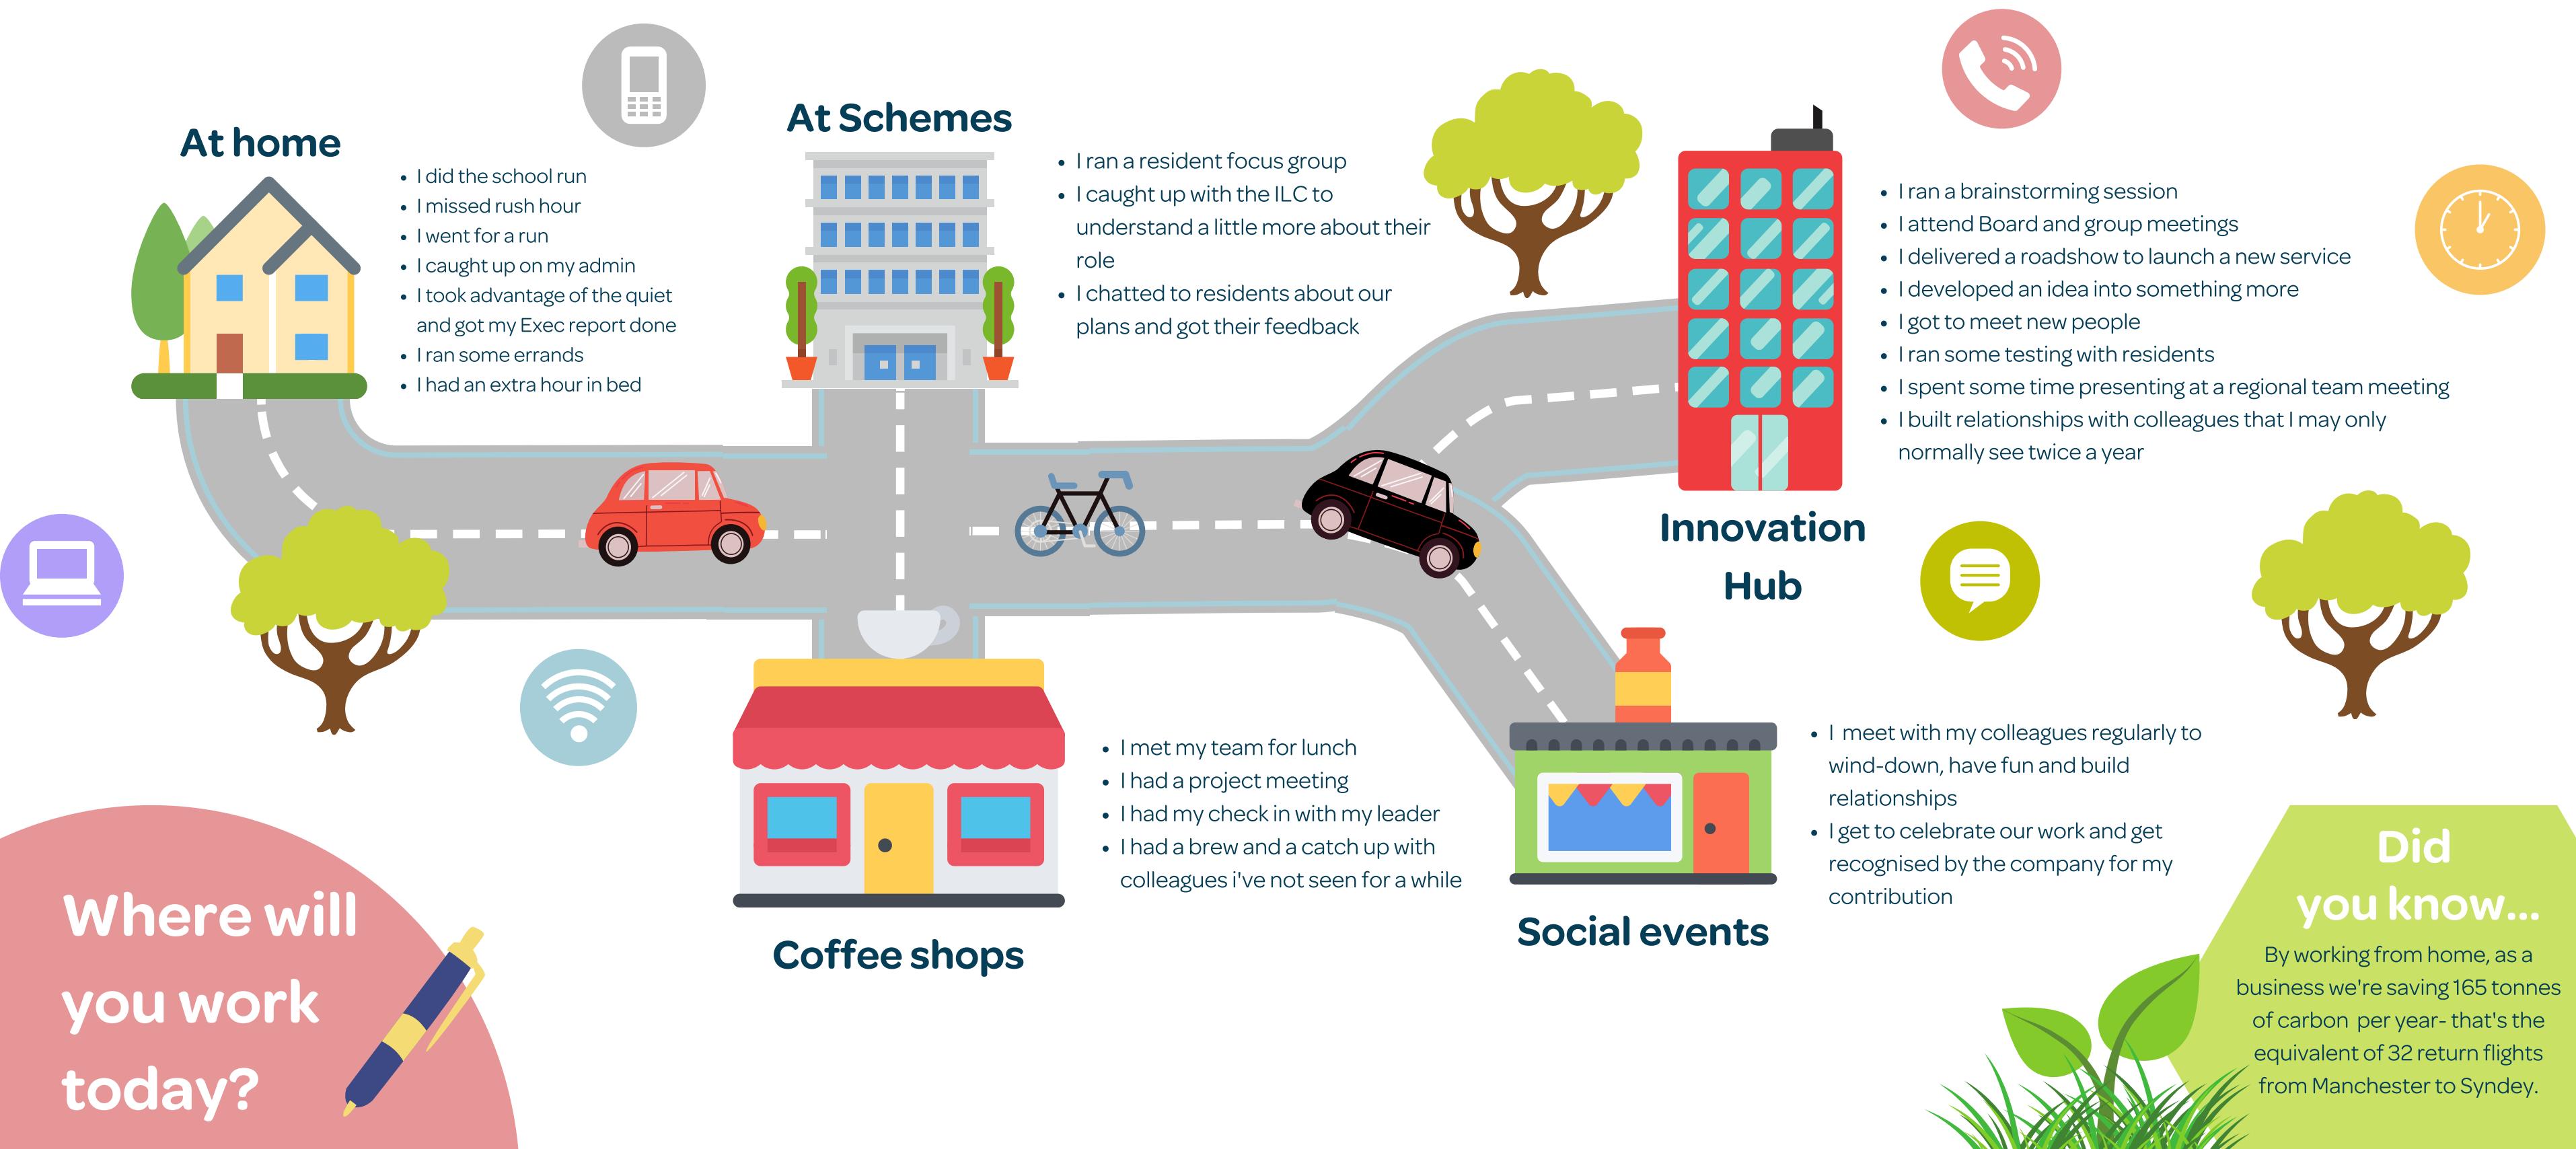 At home
I did the school run
I missed rush hour
I went for a run
I caught up on my admin
I took advantage of the quiet
and got my Exec report done
I ran some errands
I had an extra hour in bed
At Schemes
I ran a resident focus group
I caught up with the ILC to
understand a little more about their
role
I chatted to residents about our
plans and got their feedback
I ran a brainstorming session
I attend Board and group meetings
I delivered a roadshow to launch a new service
I developed an idea into something more
I got to meet new people
I ran some testing with residents
I spent some time presenting at a regional team meeting
I built relationships with colleagues that I may only
normally see twice a year
Innovation
Hub
I met my team for lunch
I had a project meeting
I had my check in with my leader
I had a brew and a catch up with
colleagues i've not seen for a while
Coffee shops
I meet with my colleagues regularly to
wind-down, have fun and build
relationships
I get to celebrate our work and get
recognised by the company for my
contribution
Social events
Where will
you work
today?
Did
you know...
By working from home, as a
business we're saving 165 tonnes
of carbon per year- that's the
equivalent of 32 return flights
from Manchester to Syndey.